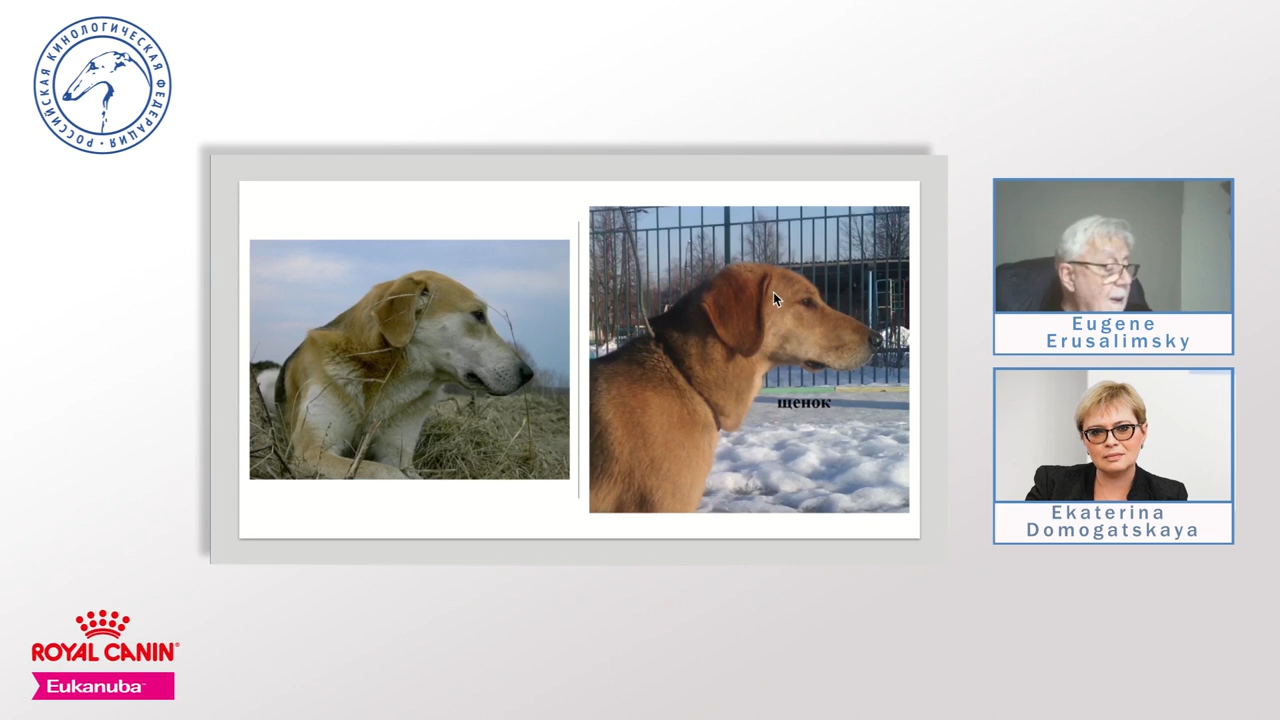 РОССИЙСКАЯ КИНОЛОГИЧЕСКАЯ ФЕДЕРАЦИЯ
щенок
Eugene
Erusalimsky
Ekaterina
Domogatskaya
ROYAL CANIN
Eukanuba